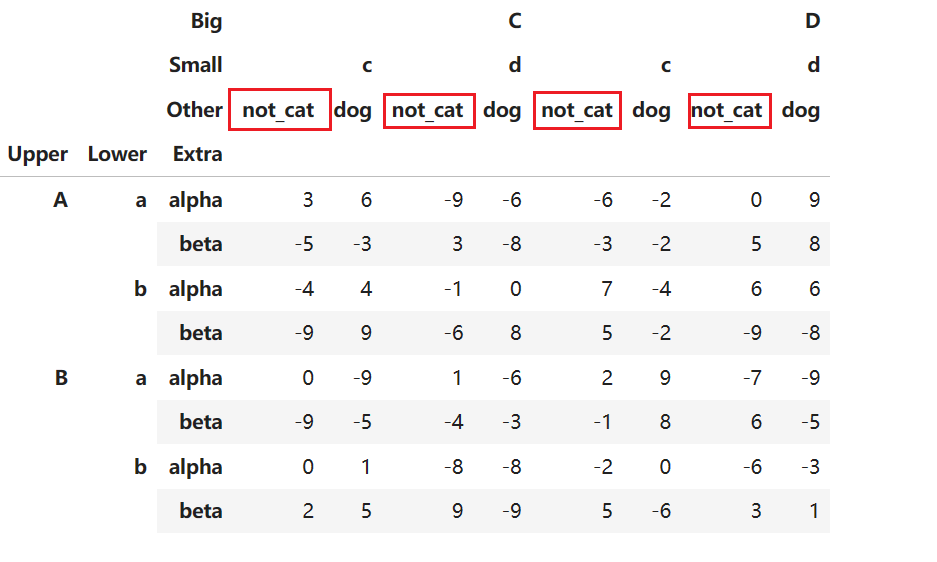 Big C D
Small c d c d
Other not_cat dog not_cat dog not_cat dog not_cat dog
Upper Lower Extra
A a alpha 3 6 -9 -6 -6 -2 0 9
beta -5 -3 3 -8 -3 -2 5 8
b alpha -4 4 -1 0 7 -4 6 6
beta -9 9 -6 8 5 -2 -9 -8
B a alpha 0 -9 1 -6 2 9 -7 -9
beta -9 -5 -4 -3 -1 8 6 -5
b alpha 0 1 -8 -8 -2 0 -6 -3
beta 2 5 9 -9 5 -6 3 1